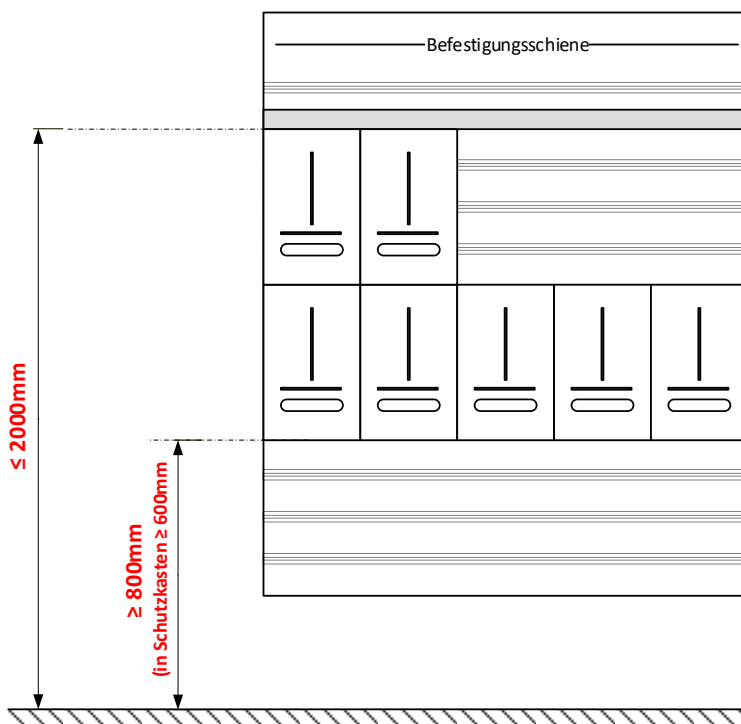 Befestigungsschiene
≤ 2000mm
≥ 800mm
(in Schutzkasten ≥ 600mm